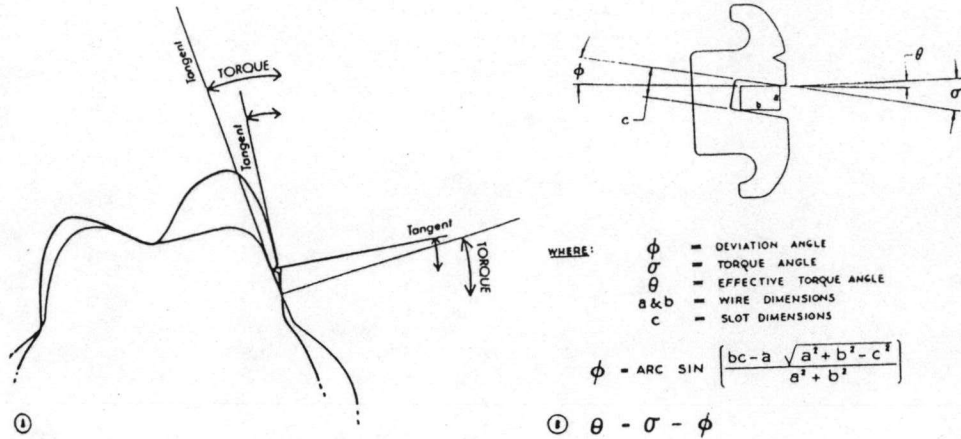 Tangent
TORQUE
Tangent
Tangent
TORQUE
A
ϕ
c
a
b
θ
σ
WHERE:
ϕ = DEVIATION ANGLE
σ = TORQUE ANGLE
θ = EFFECTIVE TORQUE ANGLE
a & b = WIRE DIMENSIONS
c = SLOT DIMENSIONS
ϕ = ARC SIN [ (bc - a √(a² + b² - c²)) / (a² + b²) ]
B θ - σ - ϕ